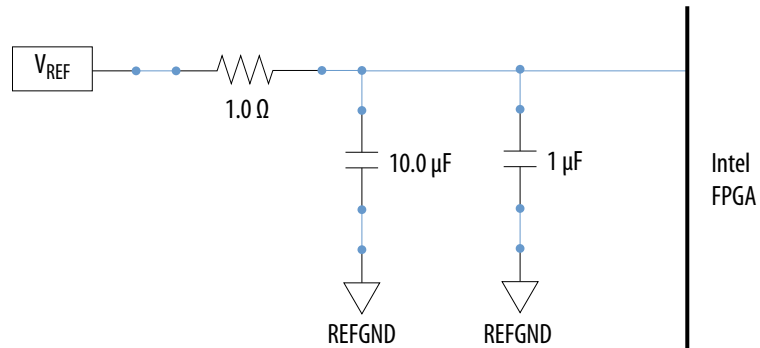 VREF
1.0 Ω
10.0 µF
1 µF
Intel
FPGA
REFGND
REFGND